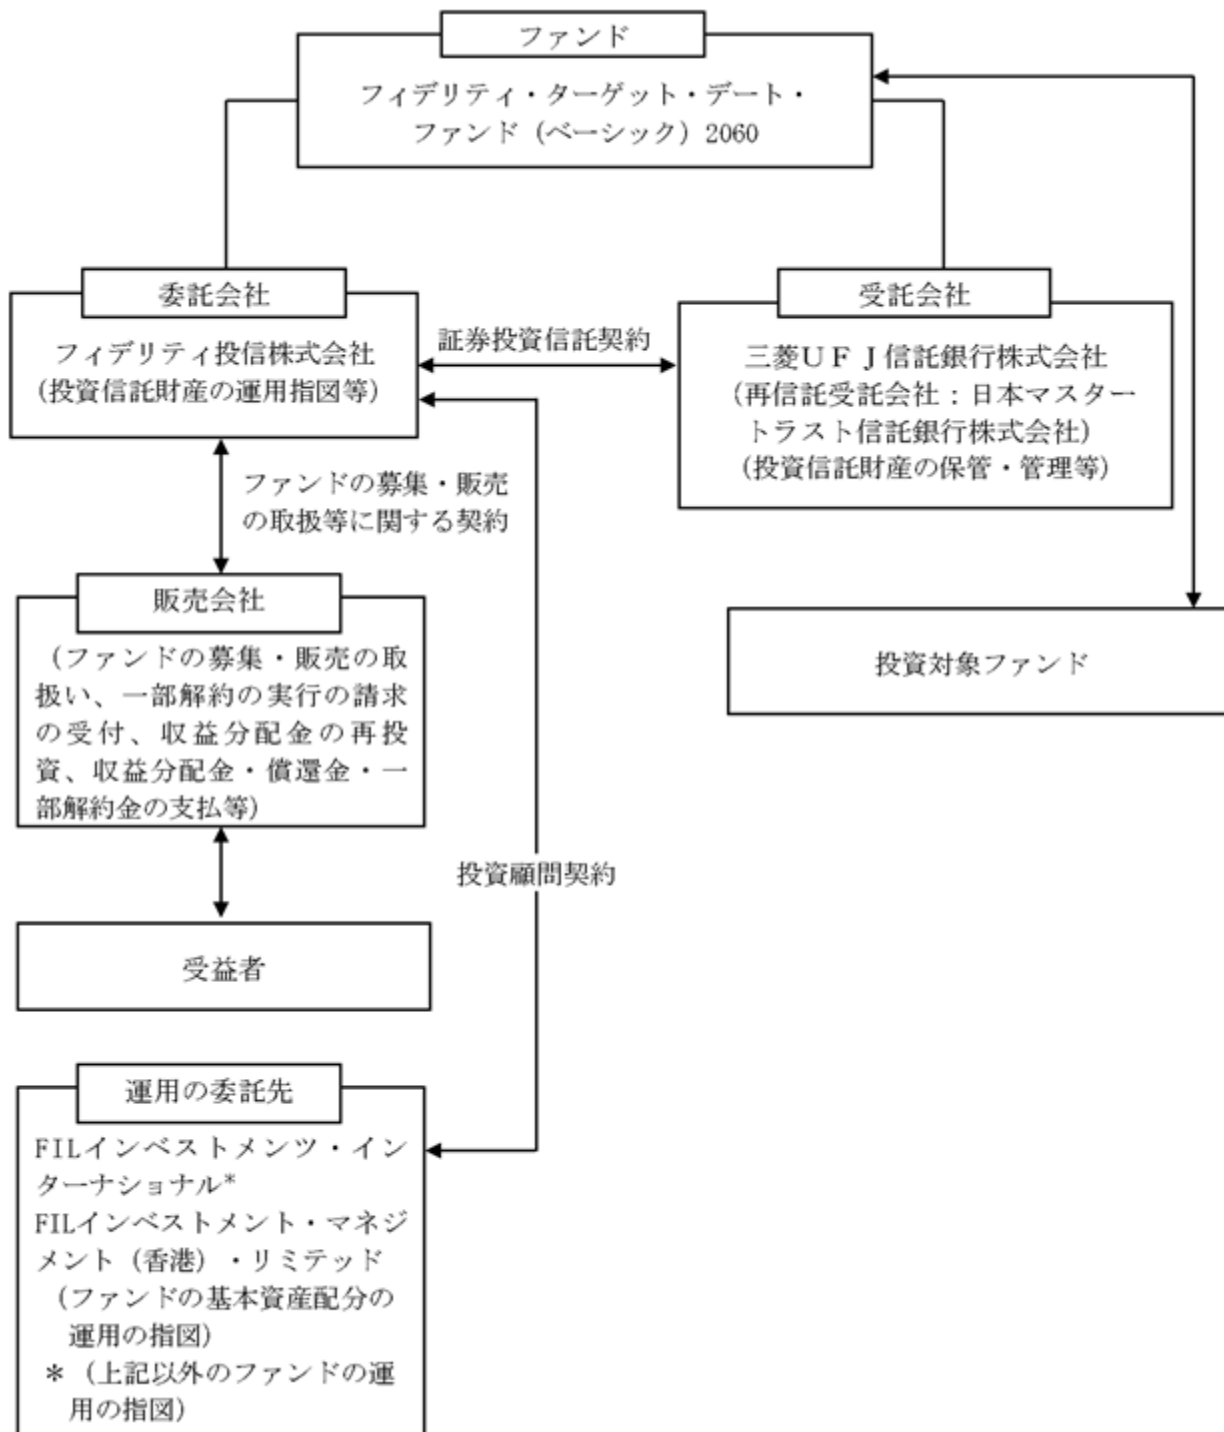 ファンド
フィデリティ・ターゲット・デート・
ファンド（ベーシック）2060
委託会社
フィデリティ投信株式会社
（投資信託財産の運用指図等）
証券投資信託契約
受託会社
三菱ＵＦＪ信託銀行株式会社
（再信託受託会社：日本マスター
トラスト信託銀行株式会社）
（投資信託財産の保管・管理等）
ファンドの募集・販売
の取扱等に関する契約
販売会社
（ファンドの募集・販売の取
扱い、一部解約の実行の請求
の受付、収益分配金の再投
資、収益分配金・償還金・一
部解約金の支払等）
投資対象ファンド
投資顧問契約
受益者
運用の委託先
FILインベストメンツ・イン
ターナショナル*
FILインベストメント・マネジ
メント（香港）・リミテッド
（ファンドの基本資産配分の
運用の指図）
＊（上記以外のファンドの運
用の指図）